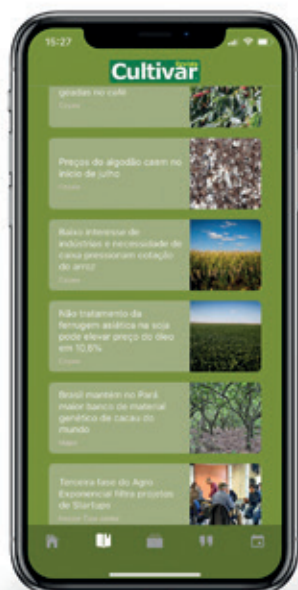 15:27
Revista
Cultivar
geadas no café
Preços do algodão caem no
início de julho
Baixo interesse de
indústrias e necessidade de
caixa pressionam cotação
do arroz
Não tratamento da
ferrugem asiática na soja
pode elevar preço do óleo
em 10,6%
Brasil mantém no Pará
maior banco de material
genético de cacau do
mundo
Terceira fase do Agro
Exponencial filtra projetos
de Startups